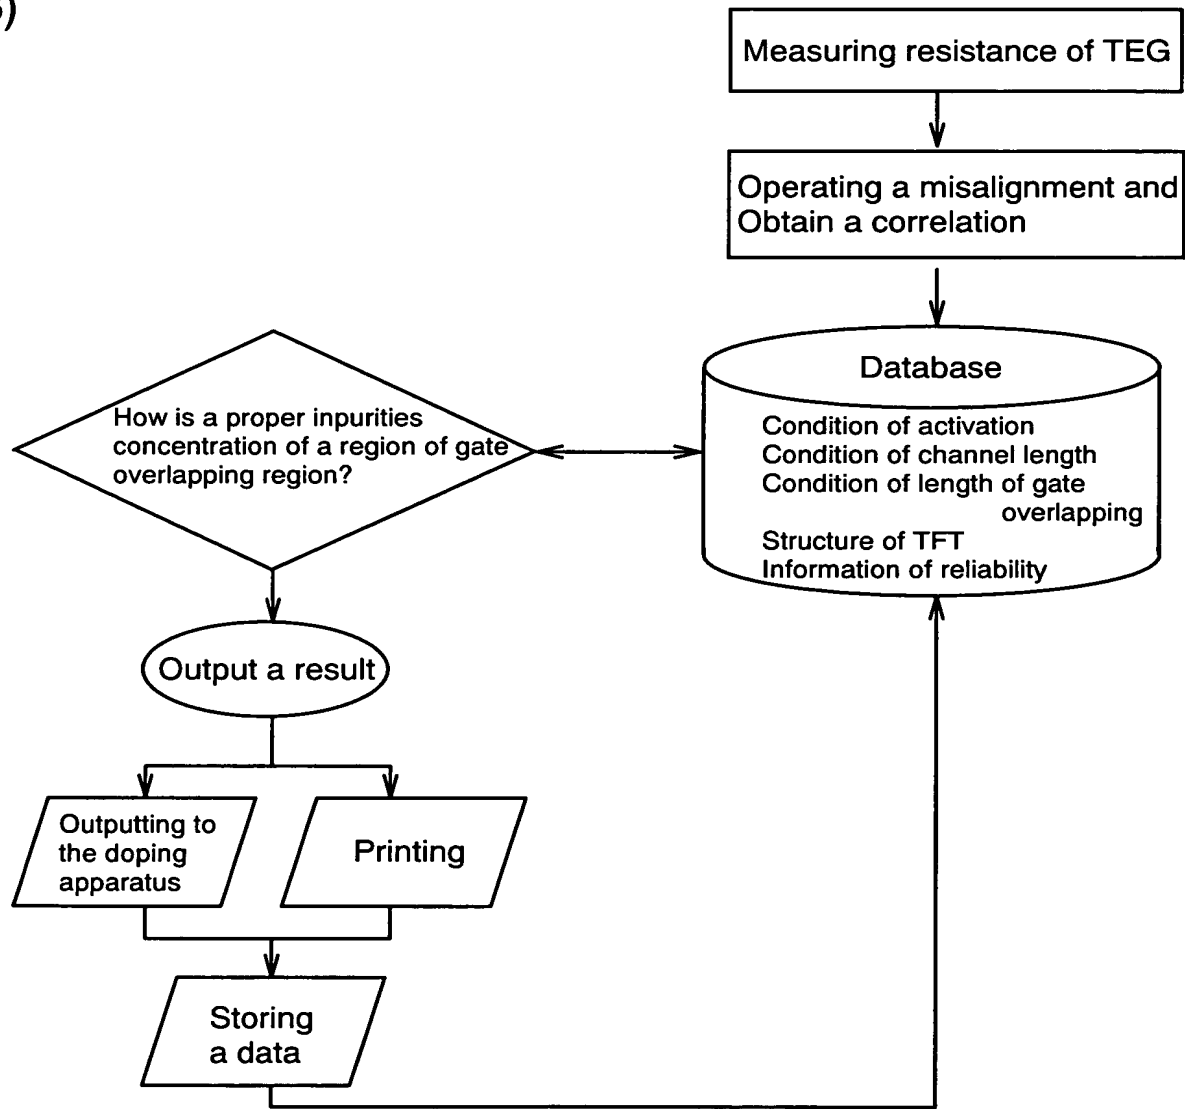 Measuring resistance of TEG
Operating a misalignment and
Obtain a correlation
Database
Condition of activation
Condition of channel length
Condition of length of gate
overlapping
Structure of TFT
Information of reliability
How is a proper inpurities
concentration of a region of gate
overlapping region?
Output a result
Outputting to
the doping
apparatus
Printing
Storing
a data